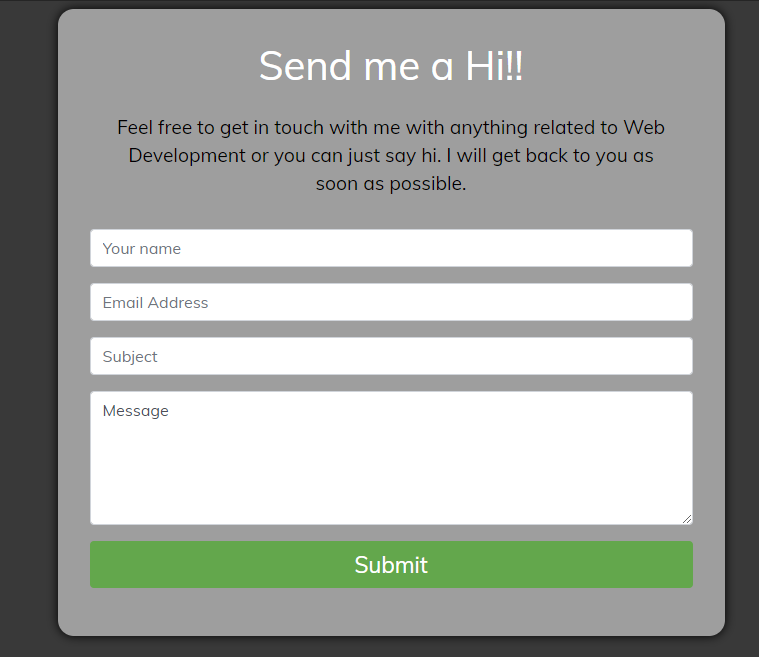 Send me a Hi!!
Feel free to get in touch with me with anything related to Web
Development or you can just say hi. I will get back to you as
soon as possible.
Your name
Email Address
Subject
Message
Submit